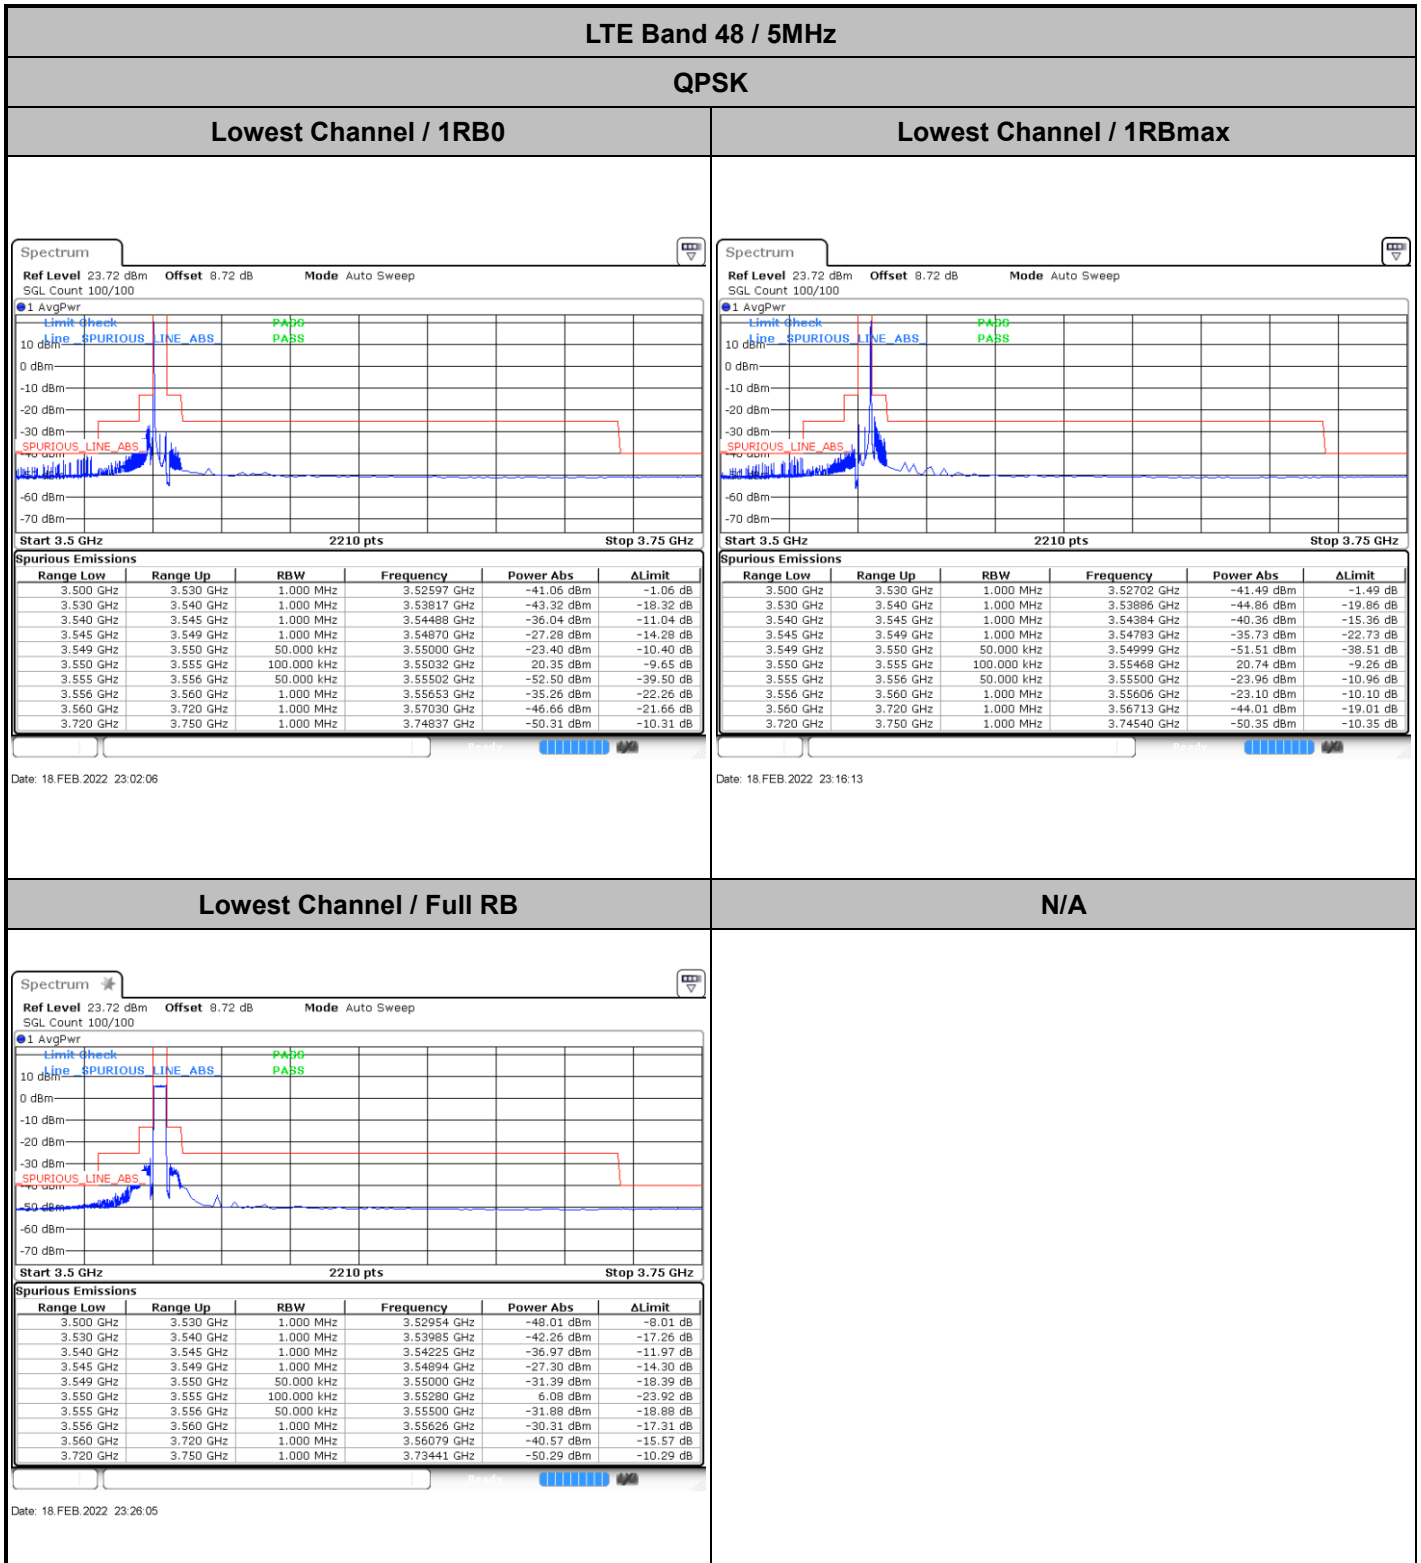 LTE Band 48 / 5MHz
QPSK
Lowest Channel / 1RB0
Lowest Channel / 1RBmax
Spectrum
Ref Level 23.72 dBm Offset 8.72 dB Mode Auto Sweep
SGL Count 100/100
1 AvgPwr
Limit Check PASS
Line _SPURIOUS_LINE_ABS_ PASS
10 dBm
0 dBm
-10 dBm
-20 dBm
-30 dBm
_SPURIOUS_LINE_ABS_
-40 dBm
-50 dBm
-60 dBm
-70 dBm
Start 3.5 GHz 2210 pts Stop 3.75 GHz
Spurious Emissions
Range Low Range Up RBW Frequency Power Abs ΔLimit
3.500 GHz 3.530 GHz 1.000 MHz 3.52597 GHz -41.06 dBm -1.06 dB
3.530 GHz 3.540 GHz 1.000 MHz 3.53817 GHz -43.32 dBm -18.32 dB
3.540 GHz 3.545 GHz 1.000 MHz 3.54488 GHz -36.04 dBm -11.04 dB
3.545 GHz 3.549 GHz 1.000 MHz 3.54870 GHz -27.28 dBm -14.28 dB
3.549 GHz 3.550 GHz 50.000 kHz 3.55000 GHz -23.40 dBm -10.40 dB
3.550 GHz 3.555 GHz 100.000 kHz 3.55032 GHz 20.35 dBm -9.65 dB
3.555 GHz 3.556 GHz 50.000 kHz 3.55502 GHz -52.50 dBm -39.50 dB
3.556 GHz 3.560 GHz 1.000 MHz 3.55653 GHz -35.26 dBm -22.26 dB
3.560 GHz 3.720 GHz 1.000 MHz 3.57030 GHz -46.66 dBm -21.66 dB
3.720 GHz 3.750 GHz 1.000 MHz 3.74837 GHz -50.31 dBm -10.31 dB
Ready
Date: 18.FEB.2022 23:02:06
Spectrum
Ref Level 23.72 dBm Offset 8.72 dB Mode Auto Sweep
SGL Count 100/100
1 AvgPwr
Limit Check PASS
Line _SPURIOUS_LINE_ABS_ PASS
10 dBm
0 dBm
-10 dBm
-20 dBm
-30 dBm
_SPURIOUS_LINE_ABS_
-40 dBm
-60 dBm
-70 dBm
Start 3.5 GHz 2210 pts Stop 3.75 GHz
Spurious Emissions
Range Low Range Up RBW Frequency Power Abs ΔLimit
3.500 GHz 3.530 GHz 1.000 MHz 3.52702 GHz -41.49 dBm -1.49 dB
3.530 GHz 3.540 GHz 1.000 MHz 3.53886 GHz -44.86 dBm -19.86 dB
3.540 GHz 3.545 GHz 1.000 MHz 3.54384 GHz -40.36 dBm -15.36 dB
3.545 GHz 3.549 GHz 1.000 MHz 3.54783 GHz -35.73 dBm -22.73 dB
3.549 GHz 3.550 GHz 50.000 kHz 3.54999 GHz -51.51 dBm -38.51 dB
3.550 GHz 3.555 GHz 100.000 kHz 3.55468 GHz 20.74 dBm -9.26 dB
3.555 GHz 3.556 GHz 50.000 kHz 3.55500 GHz -23.96 dBm -10.96 dB
3.556 GHz 3.560 GHz 1.000 MHz 3.55606 GHz -23.10 dBm -10.10 dB
3.560 GHz 3.720 GHz 1.000 MHz 3.56713 GHz -44.01 dBm -19.01 dB
3.720 GHz 3.750 GHz 1.000 MHz 3.74540 GHz -50.35 dBm -10.35 dB
Ready
Date: 18.FEB.2022 23:16:13
Lowest Channel / Full RB
N/A
Spectrum
Ref Level 23.72 dBm Offset 8.72 dB Mode Auto Sweep
SGL Count 100/100
1 AvgPwr
Limit Check PASS
Line _SPURIOUS_LINE_ABS_ PASS
10 dBm
0 dBm
-10 dBm
-20 dBm
-30 dBm
_SPURIOUS_LINE_ABS_
-40 dBm
-50 dBm
-60 dBm
-70 dBm
Start 3.5 GHz 2210 pts Stop 3.75 GHz
Spurious Emissions
Range Low Range Up RBW Frequency Power Abs ΔLimit
3.500 GHz 3.530 GHz 1.000 MHz 3.52954 GHz -48.01 dBm -8.01 dB
3.530 GHz 3.540 GHz 1.000 MHz 3.53985 GHz -42.26 dBm -17.26 dB
3.540 GHz 3.545 GHz 1.000 MHz 3.54225 GHz -36.97 dBm -11.97 dB
3.545 GHz 3.549 GHz 1.000 MHz 3.54894 GHz -27.30 dBm -14.30 dB
3.549 GHz 3.550 GHz 50.000 kHz 3.55000 GHz -31.39 dBm -18.39 dB
3.550 GHz 3.555 GHz 100.000 kHz 3.55280 GHz 6.08 dBm -23.92 dB
3.555 GHz 3.556 GHz 50.000 kHz 3.55500 GHz -31.88 dBm -18.88 dB
3.556 GHz 3.560 GHz 1.000 MHz 3.55626 GHz -30.31 dBm -17.31 dB
3.560 GHz 3.720 GHz 1.000 MHz 3.56079 GHz -40.57 dBm -15.57 dB
3.720 GHz 3.750 GHz 1.000 MHz 3.73441 GHz -50.29 dBm -10.29 dB
Ready
Date: 18.FEB.2022 23:26:05